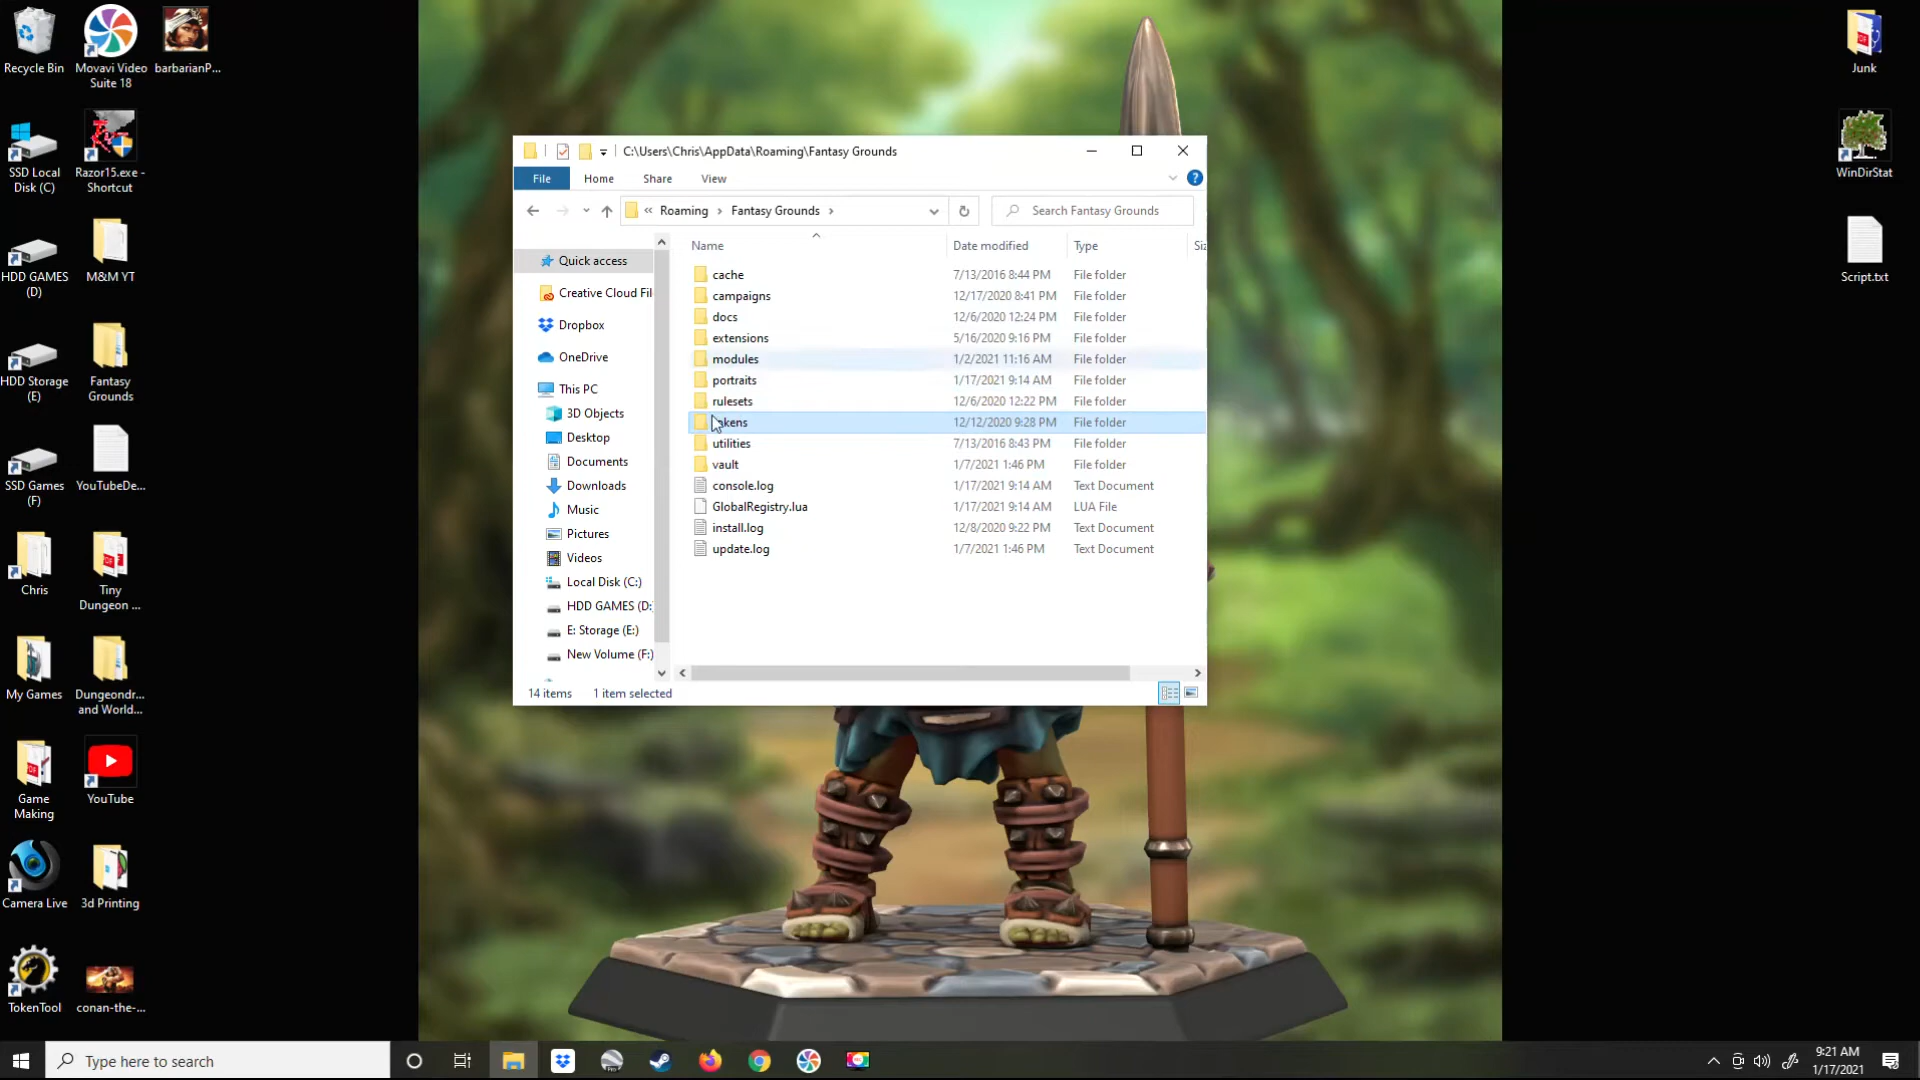 Recycle Bin
Movavi Video
Suite 18
barbarianP...
SSD Local
Disk (C)
Razor15.exe -
Shortcut
HDD GAMES
(D)
M&M YT
HDD Storage
(E)
Fantasy
Grounds
SSD Games
(F)
YouTubeDe...
Chris
Tiny
Dungeon ...
My Games
Dungeondr...
and World...
Game
Making
YouTube
Camera Live
3d Printing
TokenTool
conan-the-...
C:\Users\Chris\AppData\Roaming\Fantasy Grounds
File Home Share View
« Roaming › Fantasy Grounds ›
Search Fantasy Grounds
Quick access
Creative Cloud Fil
Dropbox
OneDrive
This PC
3D Objects
Desktop
Documents
Downloads
Music
Pictures
Videos
Local Disk (C:)
HDD GAMES (D:
E: Storage (E:)
New Volume (F:)
Name Date modified Type Siz
cache 7/13/2016 8:44 PM File folder
campaigns 12/17/2020 8:41 PM File folder
docs 12/6/2020 12:24 PM File folder
extensions 5/16/2020 9:16 PM File folder
modules 1/2/2021 11:16 AM File folder
portraits 1/17/2021 9:14 AM File folder
rulesets 12/6/2020 12:22 PM File folder
kens 12/12/2020 9:28 PM File folder
utilities 7/13/2016 8:43 PM File folder
vault 1/7/2021 1:46 PM File folder
console.log 1/17/2021 9:14 AM Text Document
GlobalRegistry.lua 1/17/2021 9:14 AM LUA File
install.log 12/8/2020 9:22 PM Text Document
update.log 1/7/2021 1:46 PM Text Document
14 items 1 item selected
Junk
WinDirStat
Script.txt
Type here to search
9:21 AM
1/17/2021